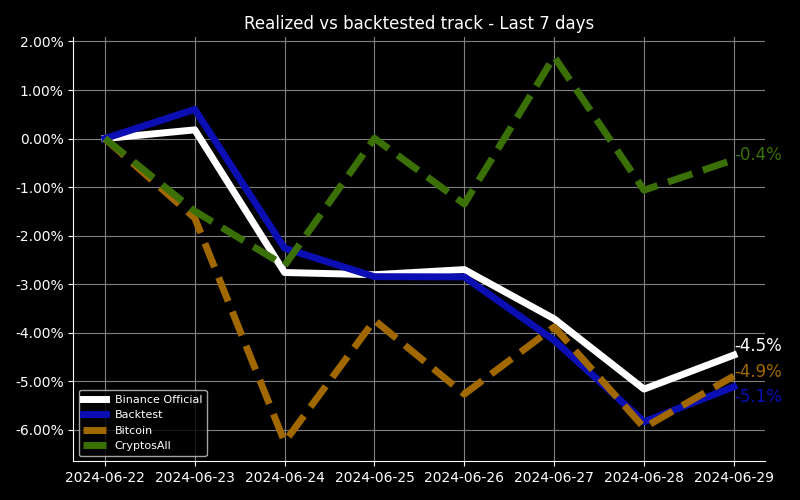 Realized vs backtested track - Last 7 days
2.00%
1.00%
0.00%
-1.00%
-2.00%
-3.00%
-4.00%
-5.00%
-6.00%
-0.4%
-4.5%
-4.9%
-5.1%
Binance Official
Backtest
Bitcoin
CryptosAll
2024-06-22 2024-06-23 2024-06-24 2024-06-25 2024-06-26 2024-06-27 2024-06-28 2024-06-29